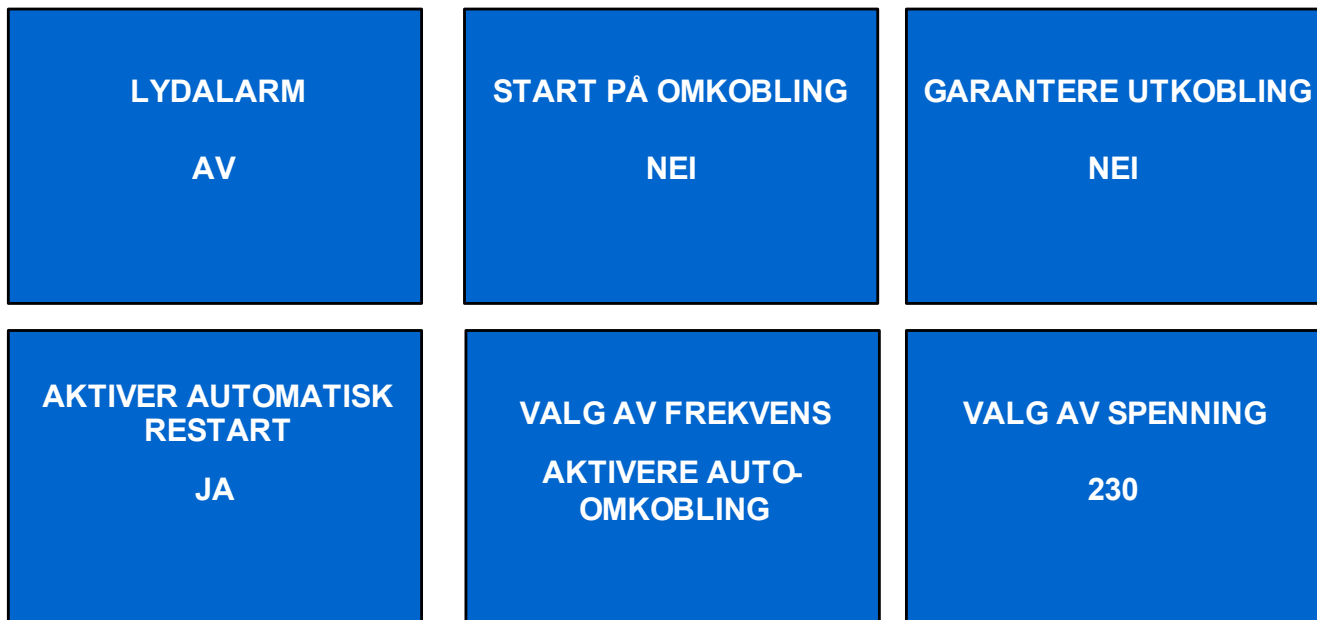 LYDALARM
AV
START PÅ OMKOBLING
NEI
GARANTERE UTKOBLING
NEI
AKTIVER AUTOMATISK
RESTART
JA
VALG AV FREKVENS
AKTIVERE AUTO-
OMKOBLING
VALG AV SPENNING
230